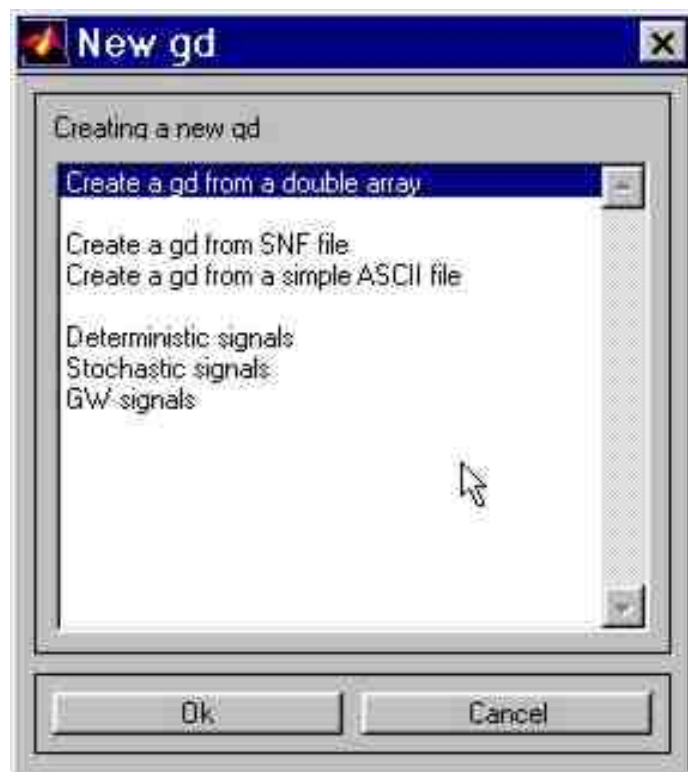 New gd
Creating a new gd
Create a gd from a double array
Create a gd from SNF file
Create a gd from a simple ASCII file
Deterministic signals
Stochastic signals
GW signals
Ok
Cancel